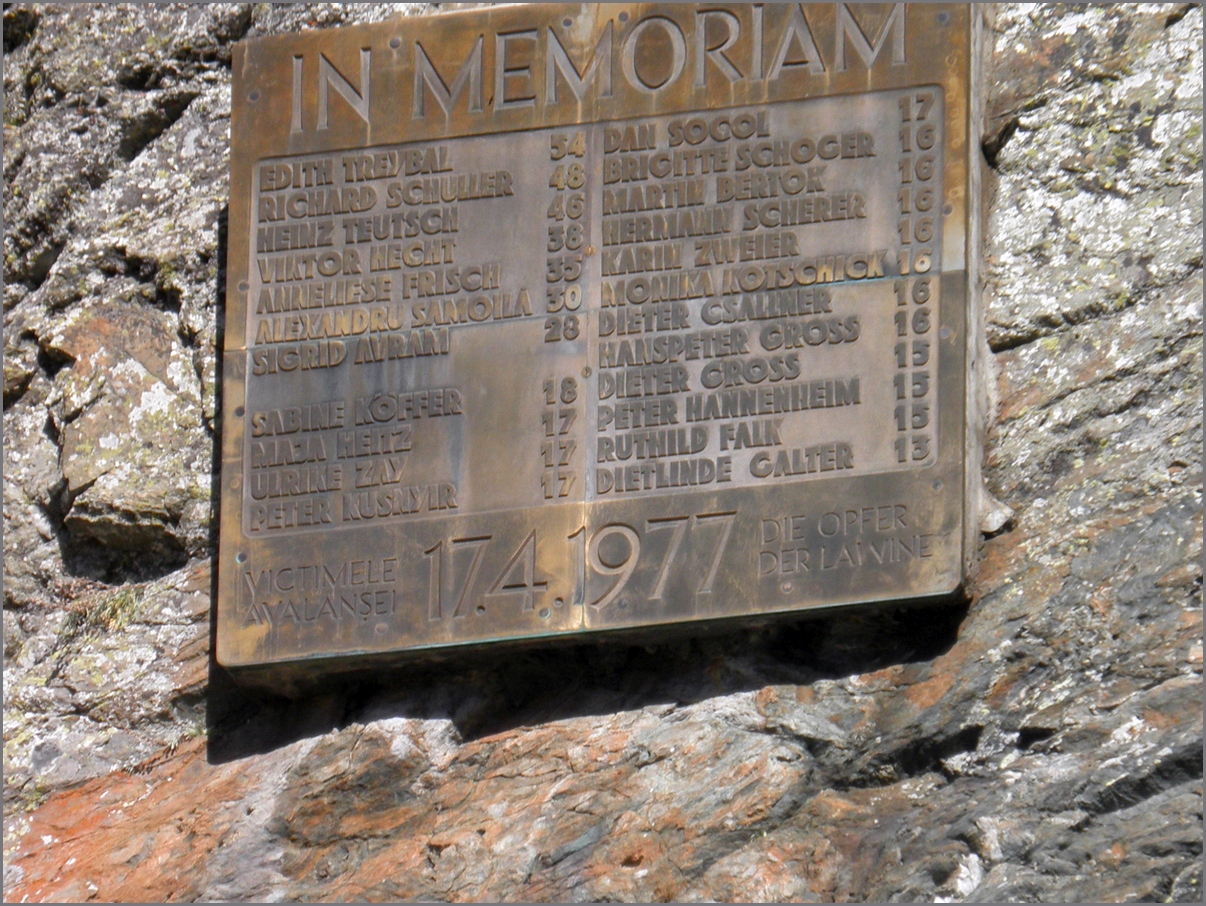 IN MEMORIAM
EDITH TREYBAL 54
RICHARD SCHULLER 48
HEINZ TEUTSCH 46
VIKTOR HECHT 38
ANNELIESE FRISCH 35
ALEXANDRU SAMOILA 30
SIGRID AVRAM 28
SABINE KÖFFER 18
MAJA HEITZ 17
ULRIKE ZAY 17
PETER KUSNYIR 17
DAN SOCOL 17
BRIGITTE SCHOGER 16
MARTIN BERTOK 16
HERMANN SCHERER 16
KARIN ZWEIER 16
MONIKA KOTSCHICK 16
DIETER CSALLNER 16
HANSPETER GROSS 16
DIETER GROSS 15
PETER HANNENHEIM 15
RUTHILD FALK 15
DIETLINDE GALTER 13
VICTIMELE
AVALANȘEI
17.4.1977
DIE OPFER
DER LAWINE